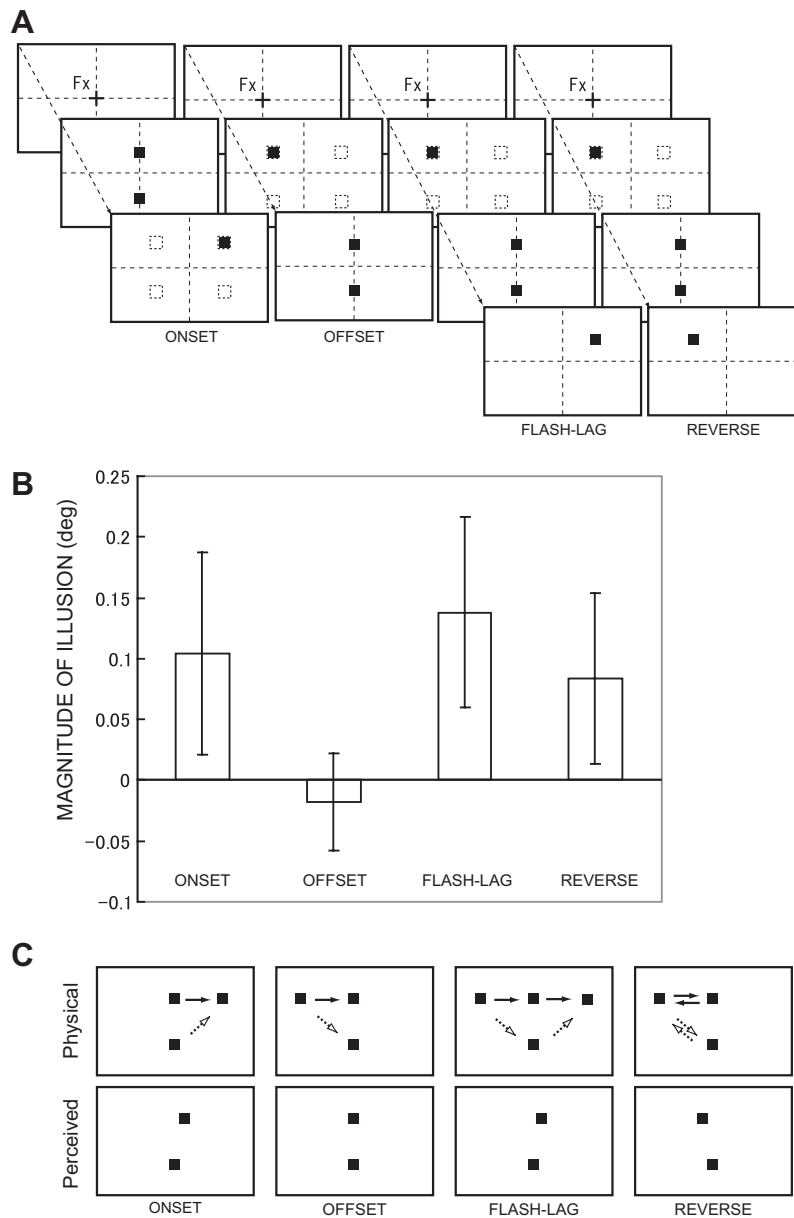 A
Fx Fx Fx Fx
ONSET OFFSET
FLASH-LAG REVERSE
B
MAGNITUDE OF ILLUSION (deg)
0.25
0.2
0.15
0.1
0.05
0
−0.05
−0.1
ONSET OFFSET FLASH-LAG REVERSE
C
Physical
Perceived
ONSET OFFSET FLASH-LAG REVERSE